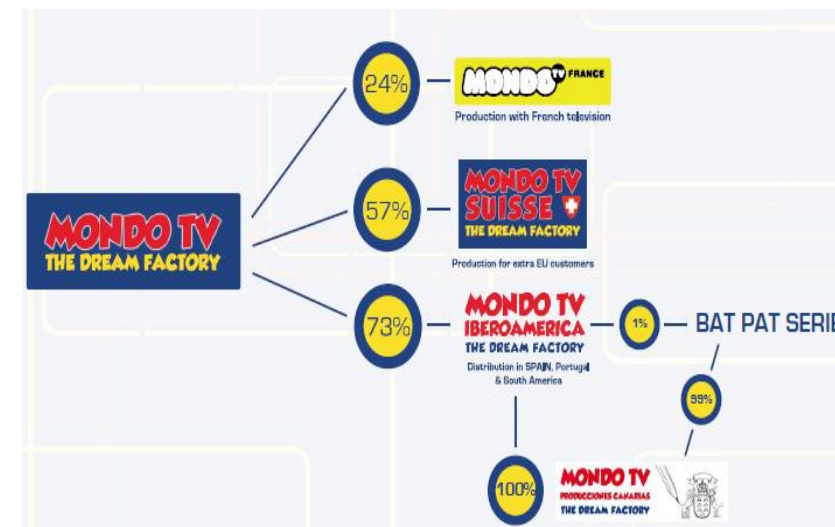 24%
MONDO TV FRANCE
Production with French television
MONDO TV
THE DREAM FACTORY
57%
MONDO TV
SUISSE
THE DREAM FACTORY
Production for extra EU customers
73%
MONDO TV
IBEROAMERICA
THE DREAM FACTORY
Distribution in SPAIN, Portugal
& South America
1%
BAT PAT SERIE
99%
100%
MONDO TV
PRODUCCIONES CANARIAS
THE DREAM FACTORY